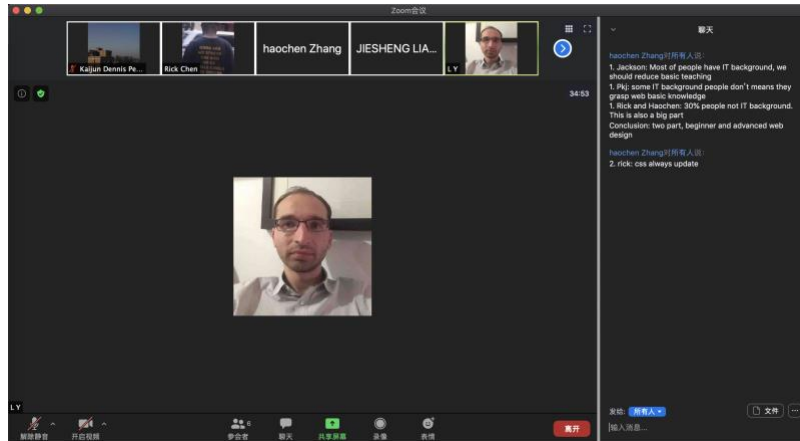 Zoom会议
Kaijun Dennis Pe...
Rick Chen
haochen Zhang
JIESHENG LIA...
L Y
34:53
L Y
解除静音
开启视频
6
参会者
聊天
共享屏幕
录像
表情
离开
聊天
haochen Zhang对所有人说:
1. Jackson: Most of people have IT background, we
should reduce basic teaching
1. Pkj: some IT background people don't means they
grasp web basic knowledge
1. Rick and Haochen: 30% people not IT background.
This is also a big part
Conclusion: two part, beginner and advanced web
design
haochen Zhang对所有人说:
2. rick: css always update
发给: 所有人
文件
输入消息...